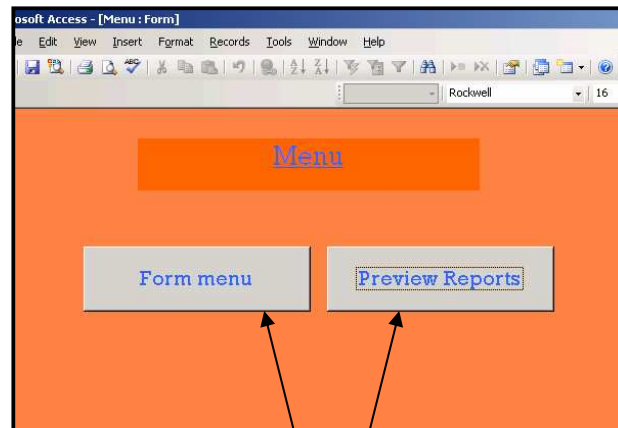 osoft Access - [Menu : Form]
le Edit View Insert Format Records Tools Window Help
Rockwell 16
Menu
Form menu Preview Reports